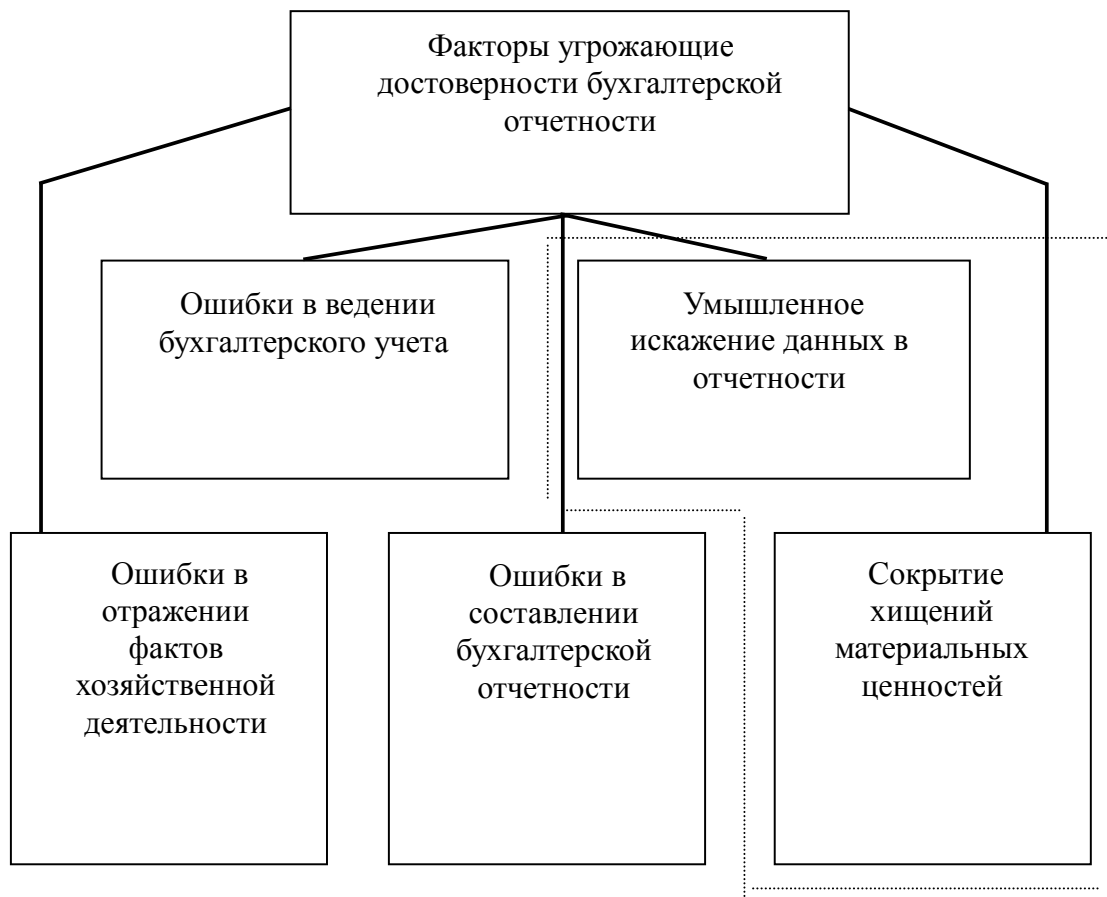 Факторы угрожающие
достоверности бухгалтерской
отчетности
Ошибки в ведении
бухгалтерского учета
Умышленное
искажение данных в
отчетности
Ошибки в
отражении
фактов
хозяйственной
деятельности
Ошибки в
составлении
бухгалтерской
отчетности
Сокрытие
хищений
материальных
ценностей